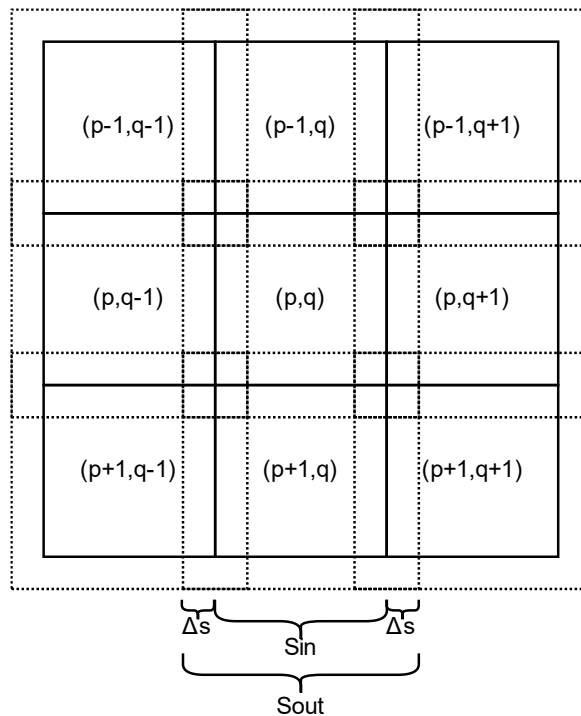 (p-1,q-1) (p-1,q) (p-1,q+1)
(p,q-1) (p,q) (p,q+1)
(p+1,q-1) (p+1,q) (p+1,q+1)
Δs Sin Δs
Sout